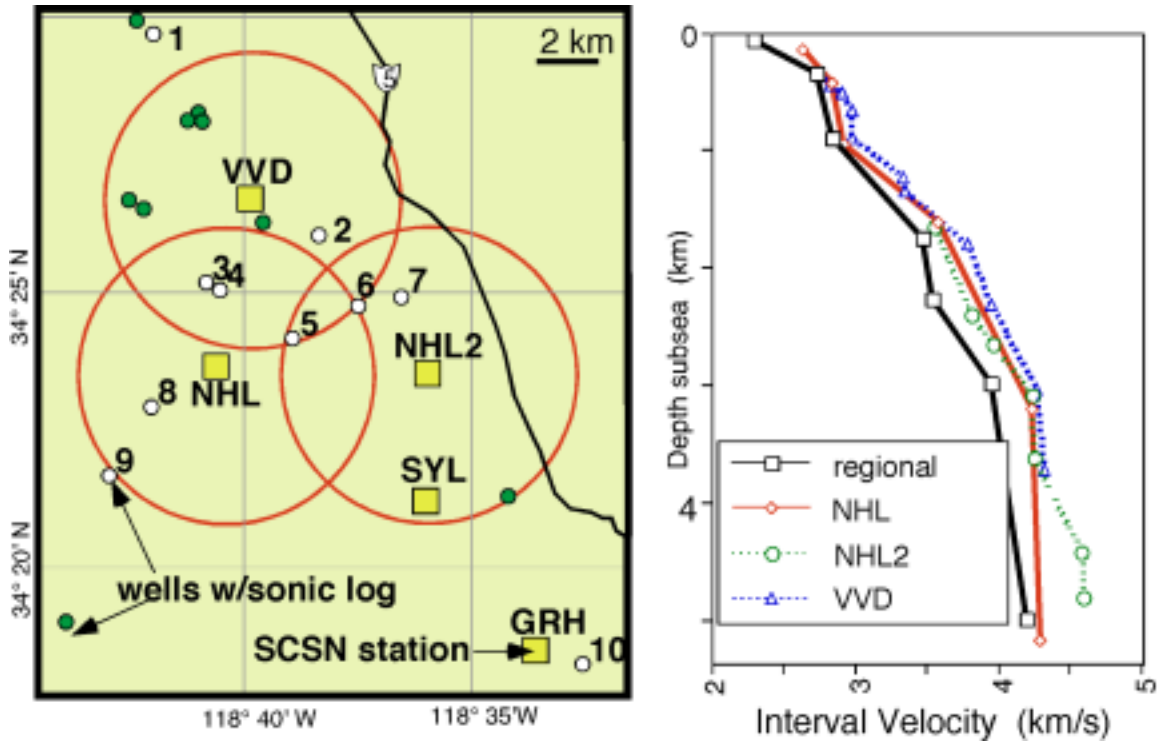 1
2 km
5
VVD
2
3
4
6
7
5
NHL2
NHL
8
9
SYL
wells w/sonic log
GRH
SCSN station
10
34° 25' N
34° 20' N
118° 40' W
118° 35' W
0
4
Depth subsea (km)
regional
NHL
NHL2
VVD
2
3
4
5
Interval Velocity (km/s)